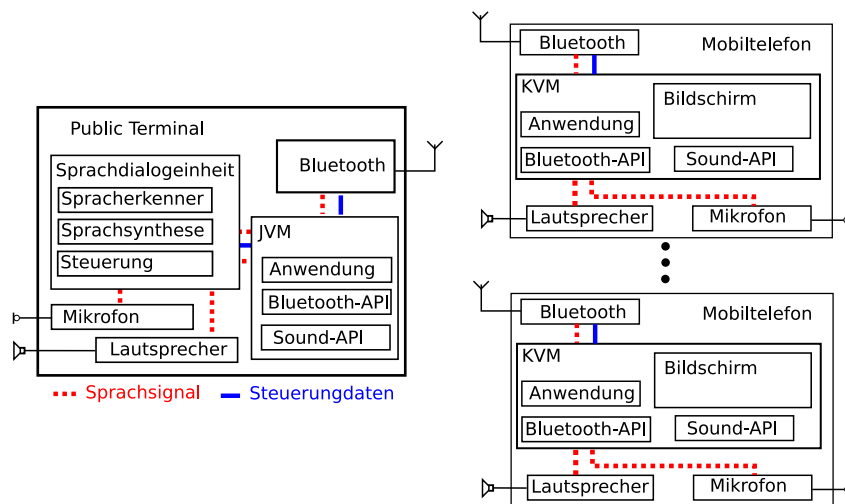 Public Terminal
Sprachdialogeinheit
Spracherkenner
Sprachsynthese
Steuerung
Mikrofon
Lautsprecher
Bluetooth
JVM
Anwendung
Bluetooth-API
Sound-API
Sprachsignal
Steuerungdaten
Bluetooth
Mobiltelefon
KVM
Bildschirm
Anwendung
Bluetooth-API
Sound-API
Lautsprecher
Mikrofon
Bluetooth
Mobiltelefon
KVM
Bildschirm
Anwendung
Bluetooth-API
Sound-API
Lautsprecher
Mikrofon